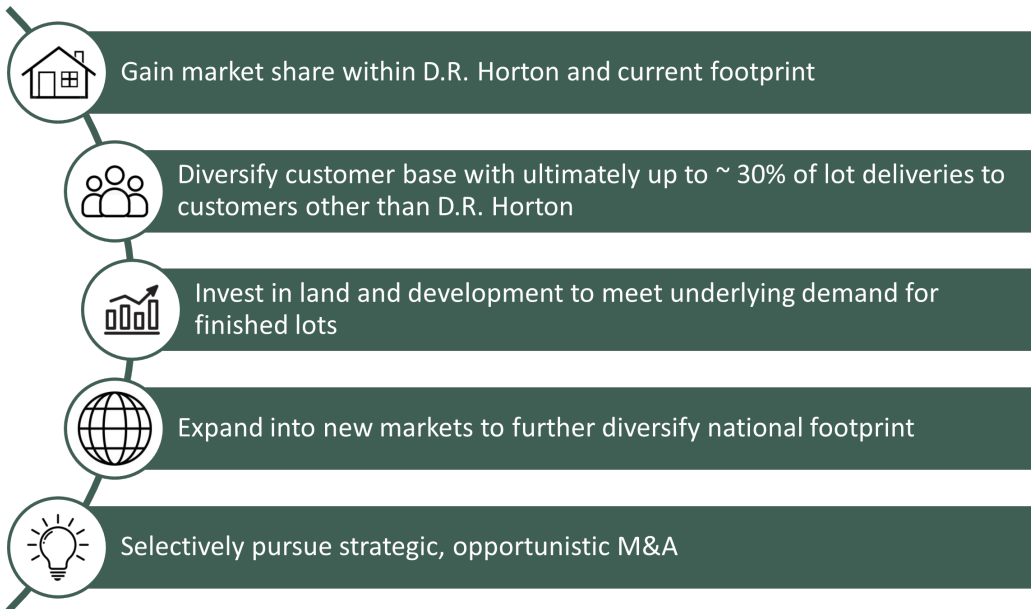 Gain market share within D.R. Horton and current footprint
Diversify customer base with ultimately up to ~ 30% of lot deliveries to
customers other than D.R. Horton
Invest in land and development to meet underlying demand for
finished lots
Expand into new markets to further diversify national footprint
Selectively pursue strategic, opportunistic M&A